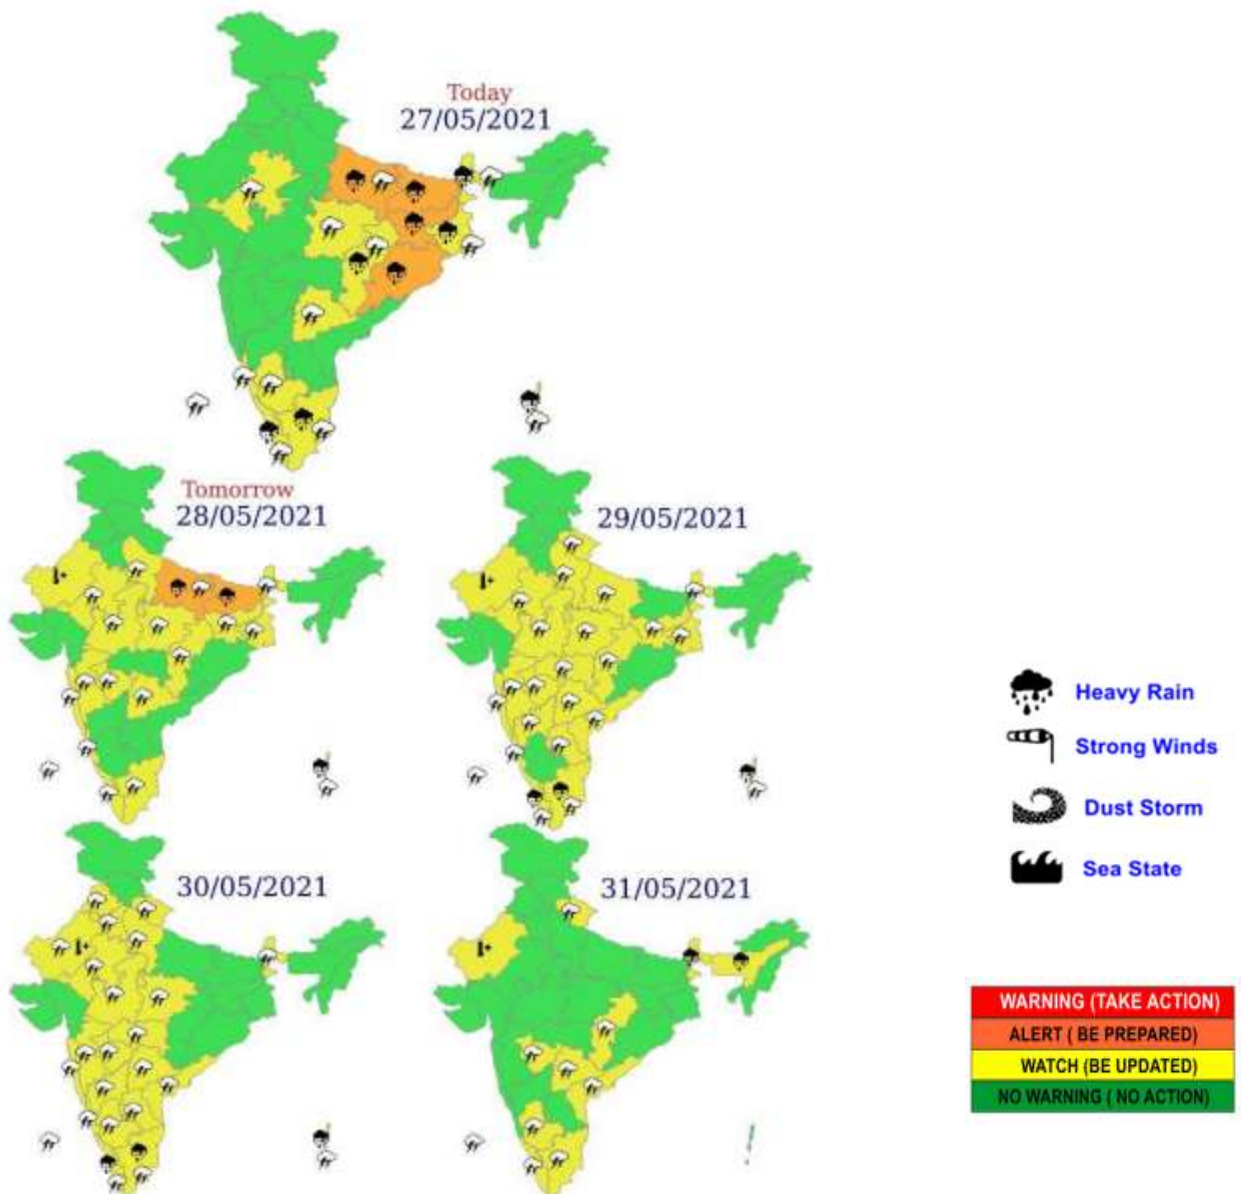 Today
27/05/2021
Tomorrow
28/05/2021
29/05/2021
30/05/2021
31/05/2021
Heavy Rain
Strong Winds
Dust Storm
Sea State
WARNING (TAKE ACTION)
ALERT ( BE PREPARED)
WATCH (BE UPDATED)
NO WARNING ( NO ACTION)